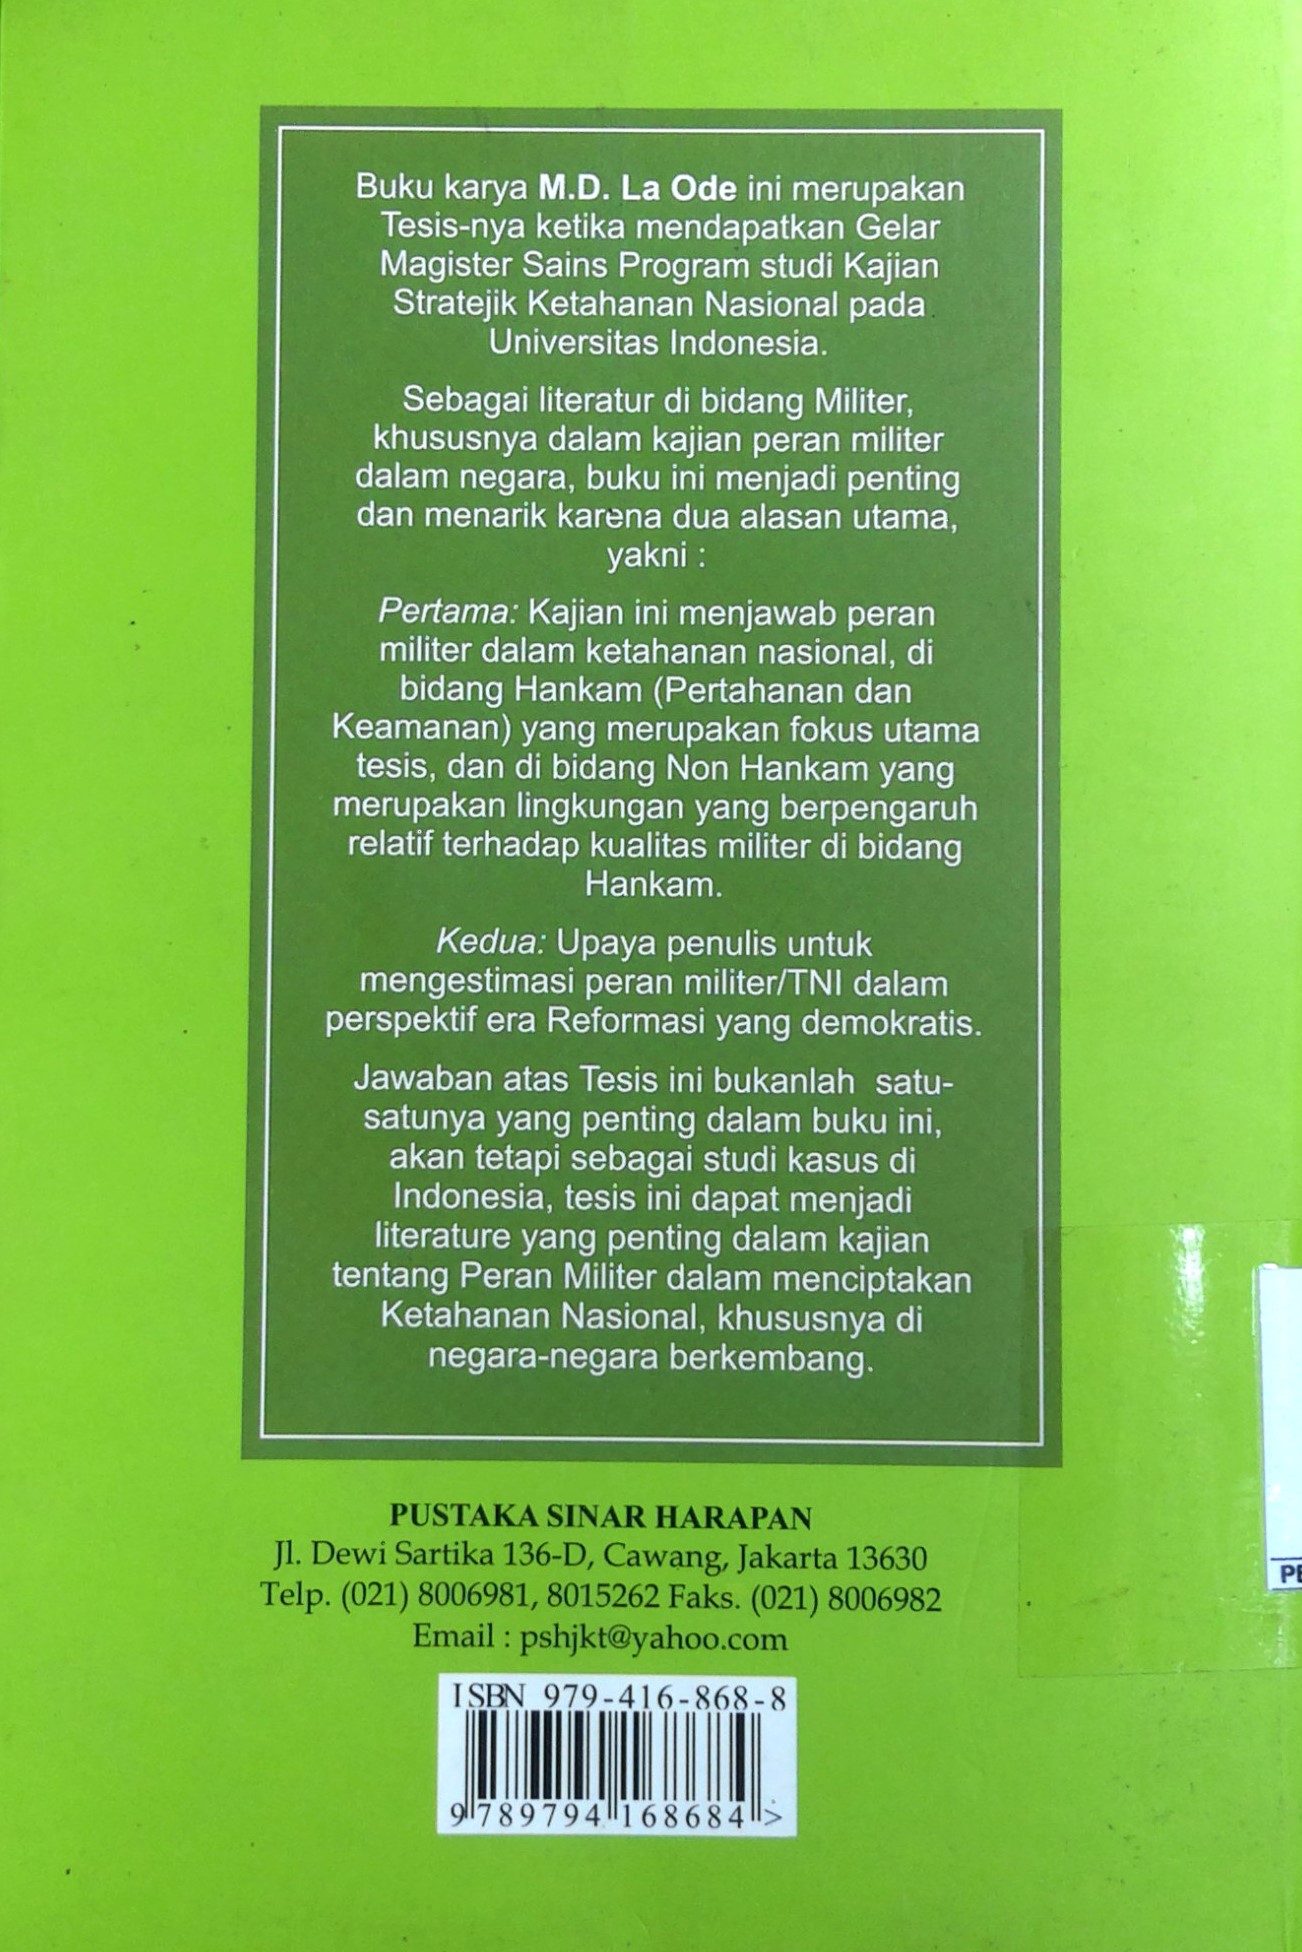 Buku karya M.D. La Ode ini merupakan
Tesis-nya ketika mendapatkan Gelar
Magister Sains Program studi Kajian
Stratejik Ketahanan Nasional pada
Universitas Indonesia.
Sebagai literatur di bidang Militer,
khususnya dalam kajian peran militer
dalam negara, buku ini menjadi penting
dan menarik karena dua alasan utama,
yakni :
Pertama: Kajian ini menjawab peran
militer dalam ketahanan nasional, di
bidang Hankam (Pertahanan dan
Keamanan) yang merupakan fokus utama
tesis, dan di bidang Non Hankam yang
merupakan lingkungan yang berpengaruh
relatif terhadap kualitas militer di bidang
Hankam.
Kedua: Upaya penulis untuk
mengestimasi peran militer/TNI dalam
perspektif era Reformasi yang demokratis.
Jawaban atas Tesis ini bukanlah satu-
satunya yang penting dalam buku ini,
akan tetapi sebagai studi kasus di
Indonesia, tesis ini dapat menjadi
literature yang penting dalam kajian
tentang Peran Militer dalam menciptakan
Ketahanan Nasional, khususnya di
negara-negara berkembang.
PUSTAKA SINAR HARAPAN
Jl. Dewi Sartika 136-D, Cawang, Jakarta 13630
Telp. (021) 8006981, 8015262 Faks. (021) 8006982
Email : pshjkt@yahoo.com
ISBN 979-416-868-8
9 789794 168684 >